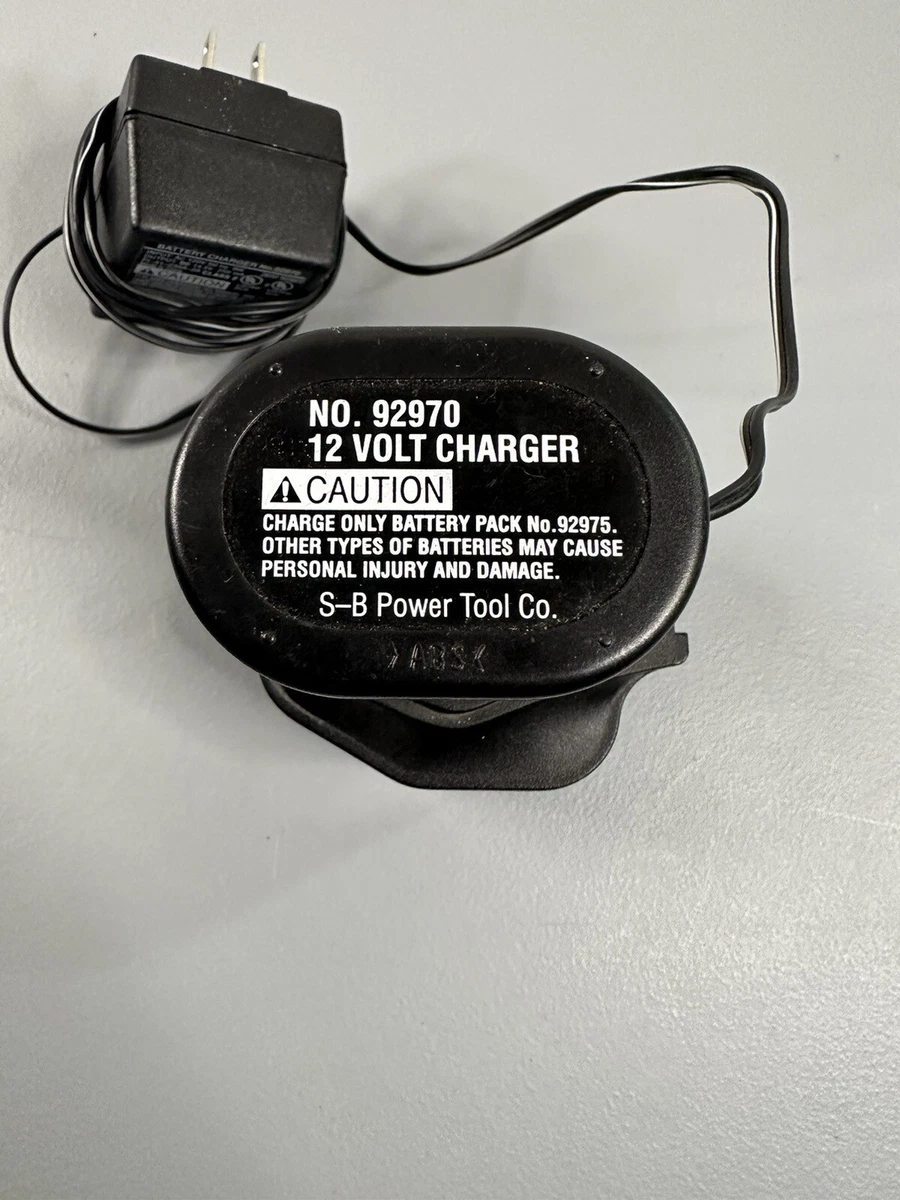 BATTERY CHARGER
CAUTION
NO. 92970
12 VOLT CHARGER
CAUTION
CHARGE ONLY BATTERY PACK No.92975.
OTHER TYPES OF BATTERIES MAY CAUSE
PERSONAL INJURY AND DAMAGE.
S–B Power Tool Co.
>ABS<